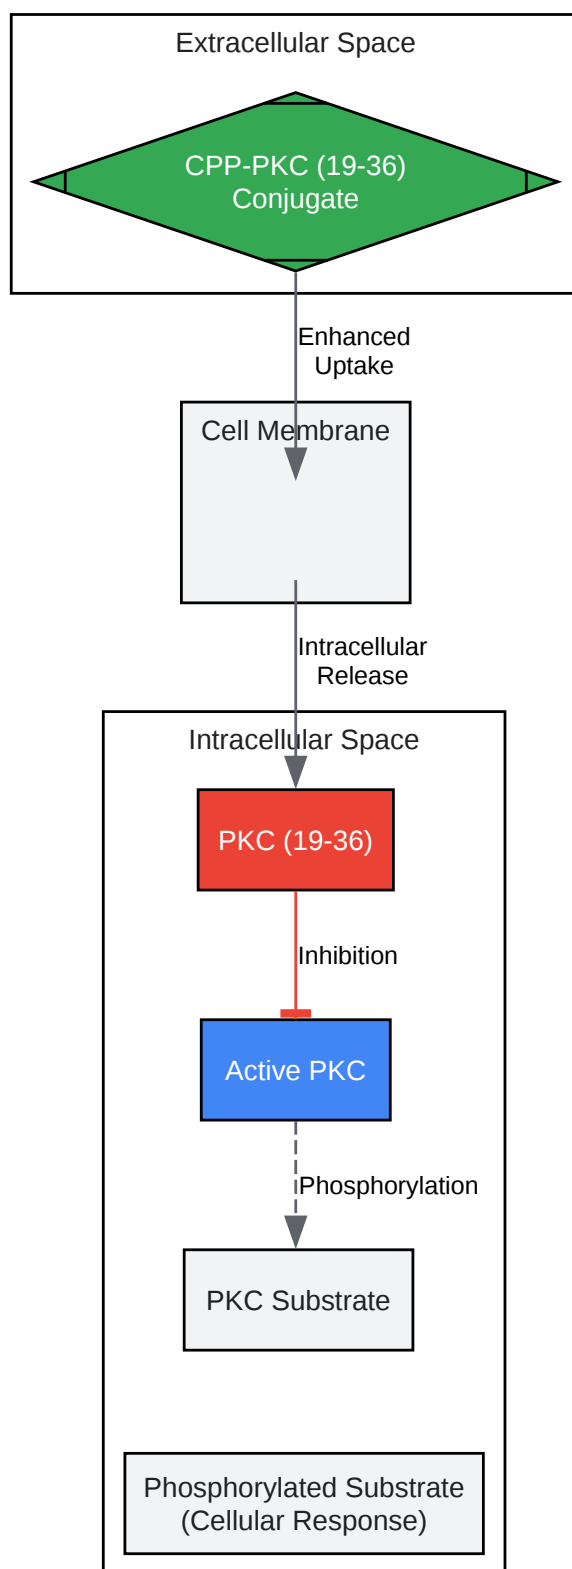 Extracellular Space
CPP-PKC (19-36)
Conjugate
Enhanced
Uptake
Cell Membrane
Intracellular
Release
Intracellular Space
PKC (19-36)
Inhibition
Active PKC
Phosphorylation
PKC Substrate
Phosphorylated Substrate
(Cellular Response)